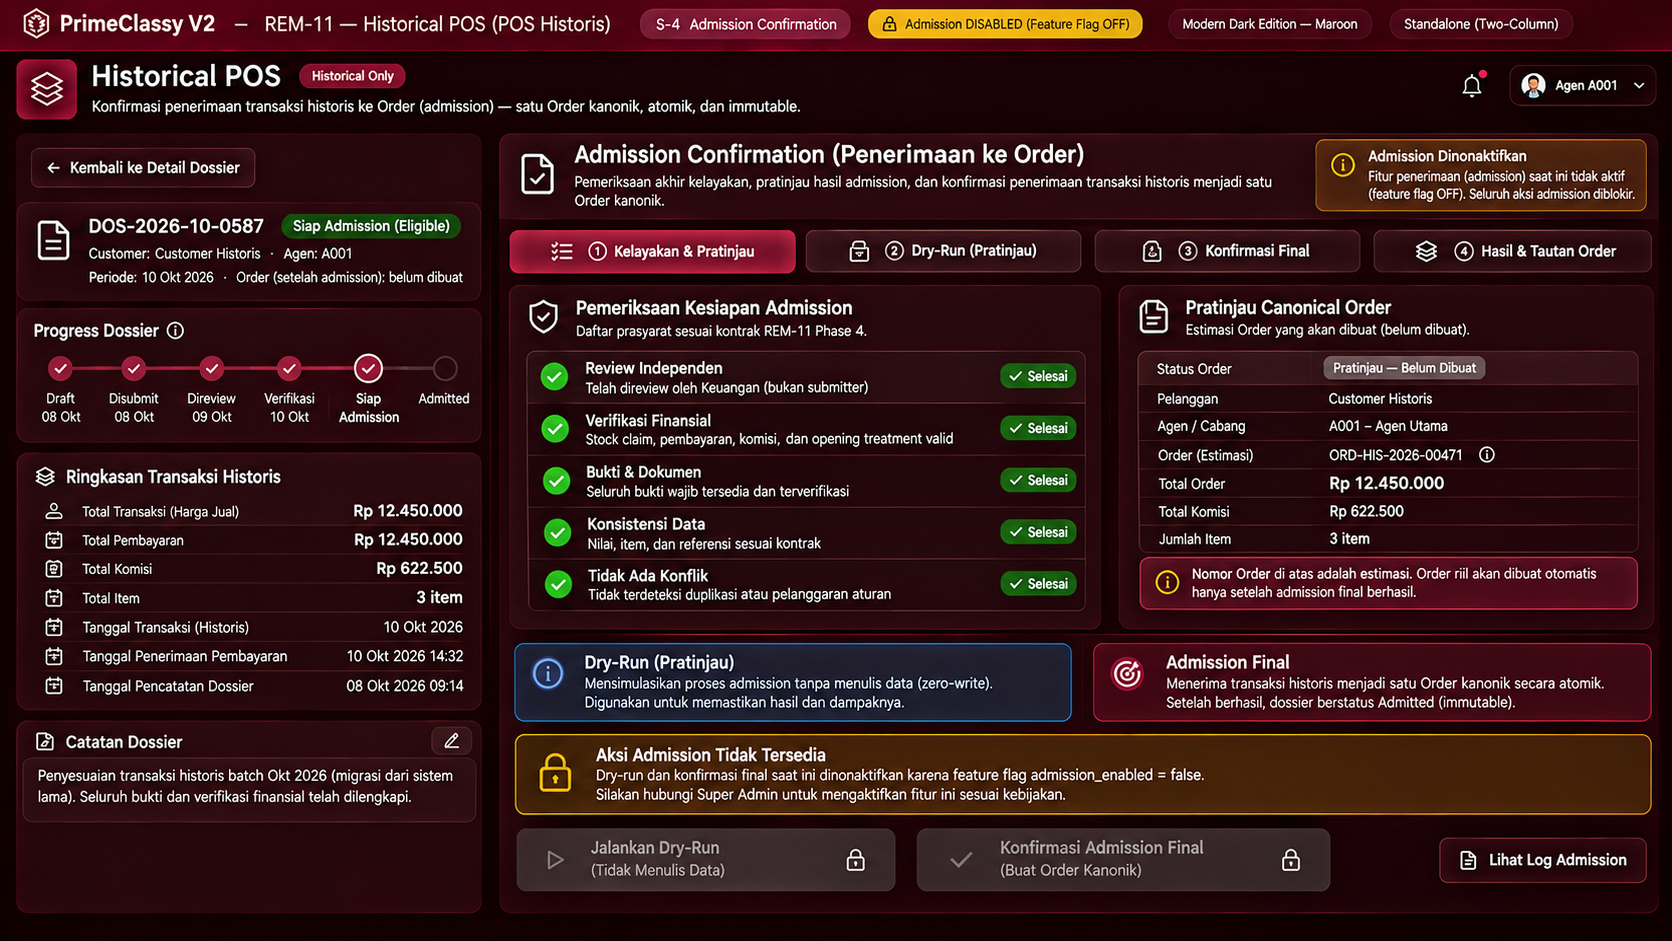 PrimeClassy V2 — REM-11 — Historical POS (POS Historis)
S-4 Admission Confirmation
Admission DISABLED (Feature Flag OFF)
Modern Dark Edition — Maroon
Standalone (Two-Column)
Historical POS
Historical Only
Konfirmasi penerimaan transaksi historis ke Order (admission) — satu Order kanonik, atomik, dan immutable.
Agen A001
← Kembali ke Detail Dossier
DOS-2026-10-0587
Siap Admission (Eligible)
Customer: Customer Historis · Agen: A001
Periode: 10 Okt 2026 · Order (setelah admission): belum dibuat
Progress Dossier
Draft
08 Okt
Disubmit
08 Okt
Direview
09 Okt
Verifikasi
10 Okt
Siap
Admission
Admitted
Ringkasan Transaksi Historis
Total Transaksi (Harga Jual) Rp 12.450.000
Total Pembayaran Rp 12.450.000
Total Komisi Rp 622.500
Total Item 3 item
Tanggal Transaksi (Historis) 10 Okt 2026
Tanggal Penerimaan Pembayaran 10 Okt 2026 14:32
Tanggal Pencatatan Dossier 08 Okt 2026 09:14
Catatan Dossier
Penyesuaian transaksi historis batch Okt 2026 (migrasi dari sistem
lama). Seluruh bukti dan verifikasi finansial telah dilengkapi.
Admission Confirmation (Penerimaan ke Order)
Pemeriksaan akhir kelayakan, pratinjau hasil admission, dan konfirmasi penerimaan transaksi historis menjadi satu
Order kanonik.
Admission Dinonaktifkan
Fitur penerimaan (admission) saat ini tidak aktif
(feature flag OFF). Seluruh aksi admission diblokir.
1 Kelayakan & Pratinjau
2 Dry-Run (Pratinjau)
3 Konfirmasi Final
4 Hasil & Tautan Order
Pemeriksaan Kesiapan Admission
Daftar prasyarat sesuai kontrak REM-11 Phase 4.
Review Independen
Telah direview oleh Keuangan (bukan submitter)
Selesai
Verifikasi Finansial
Stock claim, pembayaran, komisi, dan opening treatment valid
Selesai
Bukti & Dokumen
Seluruh bukti wajib tersedia dan terverifikasi
Selesai
Konsistensi Data
Nilai, item, dan referensi sesuai kontrak
Selesai
Tidak Ada Konflik
Tidak terdeteksi duplikasi atau pelanggaran aturan
Selesai
Pratinjau Canonical Order
Estimasi Order yang akan dibuat (belum dibuat).
Status Order Pratinjau — Belum Dibuat
Pelanggan Customer Historis
Agen / Cabang A001 – Agen Utama
Order (Estimasi) ORD-HIS-2026-00471
Total Order Rp 12.450.000
Total Komisi Rp 622.500
Jumlah Item 3 item
Nomor Order di atas adalah estimasi. Order riil akan dibuat otomatis
hanya setelah admission final berhasil.
Dry-Run (Pratinjau)
Mensimulasikan proses admission tanpa menulis data (zero-write).
Digunakan untuk memastikan hasil dan dampaknya.
Admission Final
Menerima transaksi historis menjadi satu Order kanonik secara atomik.
Setelah berhasil, dossier berstatus Admitted (immutable).
Aksi Admission Tidak Tersedia
Dry-run dan konfirmasi final saat ini dinonaktifkan karena feature flag admission_enabled = false.
Silakan hubungi Super Admin untuk mengaktifkan fitur ini sesuai kebijakan.
Jalankan Dry-Run
(Tidak Menulis Data)
Konfirmasi Admission Final
(Buat Order Kanonik)
Lihat Log Admission